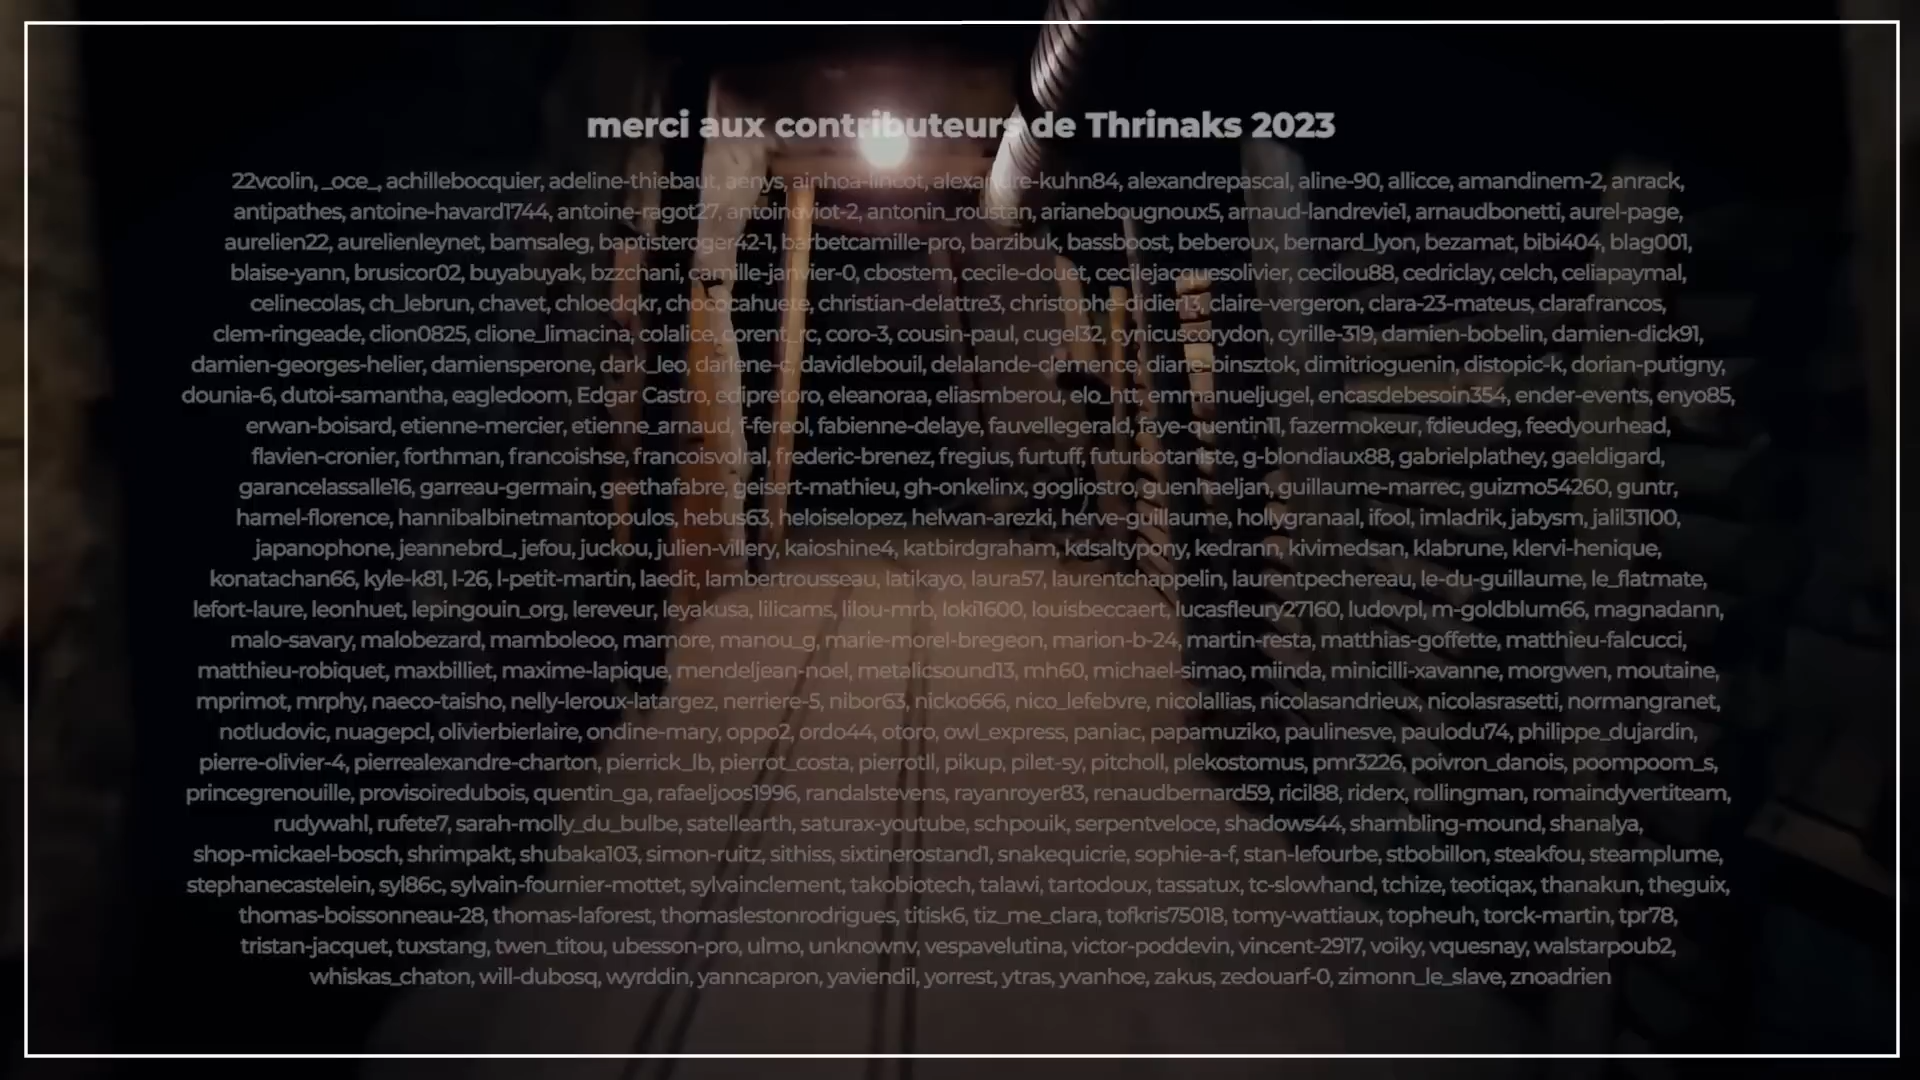 merci aux contributeurs de Thrinaks 2023
22vcolin, _oce_, achillebocquier, adeline-thiebaut, aenys, ainhoa-lincot, alexandre-kuhn84, alexandrepascal, aline-90, allicce, amandinem-2, anrack,
antipathes, antoine-havard1744, antoine-ragot27, antoineviot-2, antonin_roustan, arianebougnoux5, arnaud-landrevie1, arnaudbonetti, aurel-page,
aurelien22, aurelienleynet, bamsaleg, baptisteroger42-1, barbetcamille-pro, barzibuk, bassboost, beberoux, bernard_lyon, bezamat, bibi404, blag001,
blaise-yann, brusicor02, buyabuyak, bzzchani, camille-janvier-0, cbostem, cecile-douet, cecilejacquesolivier, cecilou88, cedriclay, celch, celiapaymal,
celinecolas, ch_lebrun, chavet, chloedqkr, chococahuete, christian-delattre3, christophe-didier13, claire-vergeron, clara-23-mateus, clarafrancos,
clem-ringeade, clion0825, clione_limacina, colalice, corent_rc, coro-3, cousin-paul, cugel32, cynicuscorydon, cyrille-319, damien-bobelin, damien-dick91,
damien-georges-helier, damiensperone, dark_leo, darlene-c, davidlebouil, delalande-clemence, diane-binsztok, dimitrioguenin, distopic-k, dorian-putigny,
dounia-6, dutoi-samantha, eagledoom, Edgar Castro, edipretoro, eleanoraa, eliasmberou, elo_htt, emmanueljugel, encasdebesoin354, ender-events, enyo85,
erwan-boisard, etienne-mercier, etienne_arnaud, f-fereol, fabienne-delaye, fauvellegerald, faye-quentin11, fazermokeur, fdieudeg, feedyourhead,
flavien-cronier, forthman, francoishse, francoisvolral, frederic-brenez, fregius, furtuff, futurbotaniste, g-blondiaux88, gabrielplathey, gaeldigard,
garancelassalle16, garreau-germain, geethafabre, geisert-mathieu, gh-onkelinx, gogliostro, guenhaeljan, guillaume-marrec, guizmo54260, guntr,
hamel-florence, hannibalbinetmantopoulos, hebus63, heloiselopez, helwan-arezki, herve-guillaume, hollygranaal, ifool, imladrik, jabysm, jalil31100,
japanophone, jeannebrd_, jefou, juckou, julien-villery, kaioshine4, katbirdgraham, kdsaltypony, kedrann, kivimedsan, klabrune, klervi-henique,
konatachan66, kyle-k81, l-26, l-petit-martin, laedit, lambertrousseau, latikayo, laura57, laurentchappelin, laurentpechereau, le-du-guillaume, le_flatmate,
lefort-laure, leonhuet, lepingouin_org, lereveur, leyakusa, lilicams, lilou-mrb, loki1600, louisbeccaert, lucasfleury27160, ludovpl, m-goldblum66, magnadann,
malo-savary, malobezard, mamboleoo, mamore, manou_g, marie-morel-bregeon, marion-b-24, martin-resta, matthias-goffette, matthieu-falcucci,
matthieu-robiquet, maxbilliet, maxime-lapique, mendeljean-noel, metalicsound13, mh60, michael-simao, miinda, minicilli-xavanne, morgwen, moutaine,
mprimot, mrphy, naeco-taisho, nelly-leroux-latargez, nerriere-5, nibor63, nicko666, nico_lefebvre, nicolallias, nicolasandrieux, nicolasrasetti, normangranet,
notludovic, nuagepcl, olivierbierlaire, ondine-mary, oppo2, ordo44, otoro, owl_express, paniac, papamuziko, paulinesve, paulodu74, philippe_dujardin,
pierre-olivier-4, pierrealexandre-charton, pierrick_lb, pierrot_costa, pierrotll, pikup, pilet-sy, pitcholl, plekostomus, pmr3226, poivron_danois, poompoom_s,
princegrenouille, provisoiredubois, quentin_ga, rafaeljoos1996, randalstevens, rayanroyer83, renaudbernard59, ricil88, riderx, rollingman, romaindyvertiteam,
rudywahl, rufete7, sarah-molly_du_bulbe, satellearth, saturax-youtube, schpouik, serpentveloce, shadows44, shambling-mound, shanalya,
shop-mickael-bosch, shrimpakt, shubaka103, simon-ruitz, sithiss, sixtinerostand1, snakequicrie, sophie-a-f, stan-lefourbe, stbobillon, steakfou, steamplume,
stephanecastelein, syl86c, sylvain-fournier-mottet, sylvainclement, takobiotech, talawi, tartodoux, tassatux, tc-slowhand, tchize, teotiqax, thanakun, theguix,
thomas-boissonneau-28, thomas-laforest, thomaslestonrodrigues, titisk6, tiz_me_clara, tofkris75018, tomy-wattiaux, topheuh, torck-martin, tpr78,
tristan-jacquet, tuxstang, twen_titou, ubesson-pro, ulmo, unknownv, vespavelutina, victor-poddevin, vincent-2917, voiky, vquesnay, walstarpoub2,
whiskas_chaton, will-dubosq, wyrddin, yanncapron, yaviendil, yorrest, ytras, yvanhoe, zakus, zedouarf-0, zimonn_le_slave, znoadrien